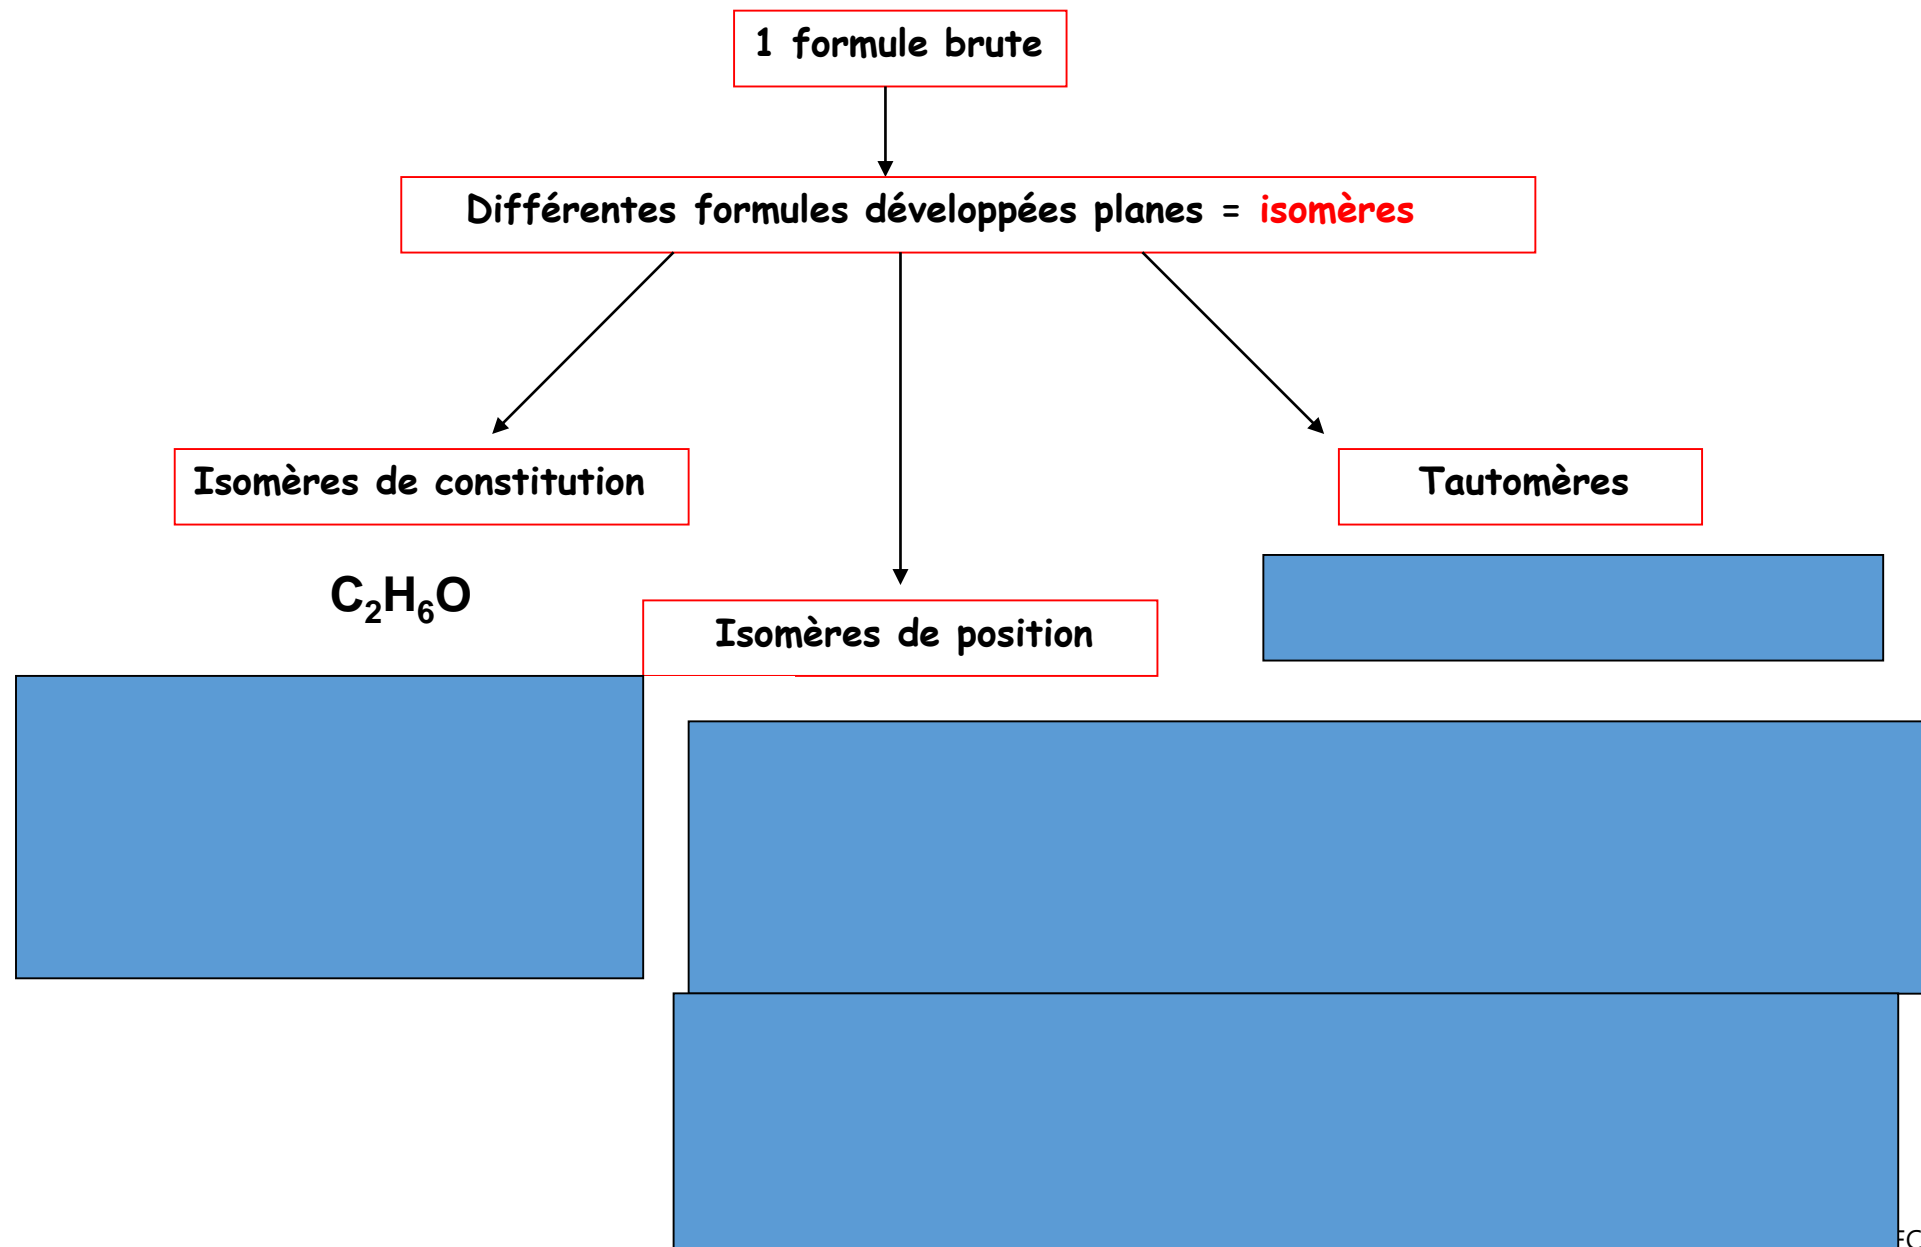 1 formule brute
Différentes formules développées planes = isomères
Isomères de constitution
Tautomères
C₂H₆O
Isomères de position